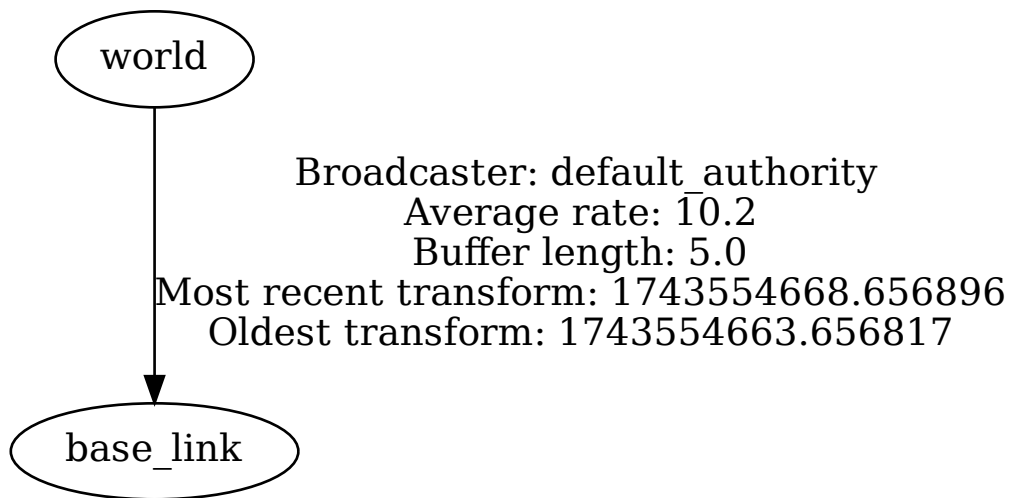 world
Broadcaster: default_authority
Average rate: 10.2
Buffer length: 5.0
Most recent transform: 1743554668.656896
Oldest transform: 1743554663.656817
base_link